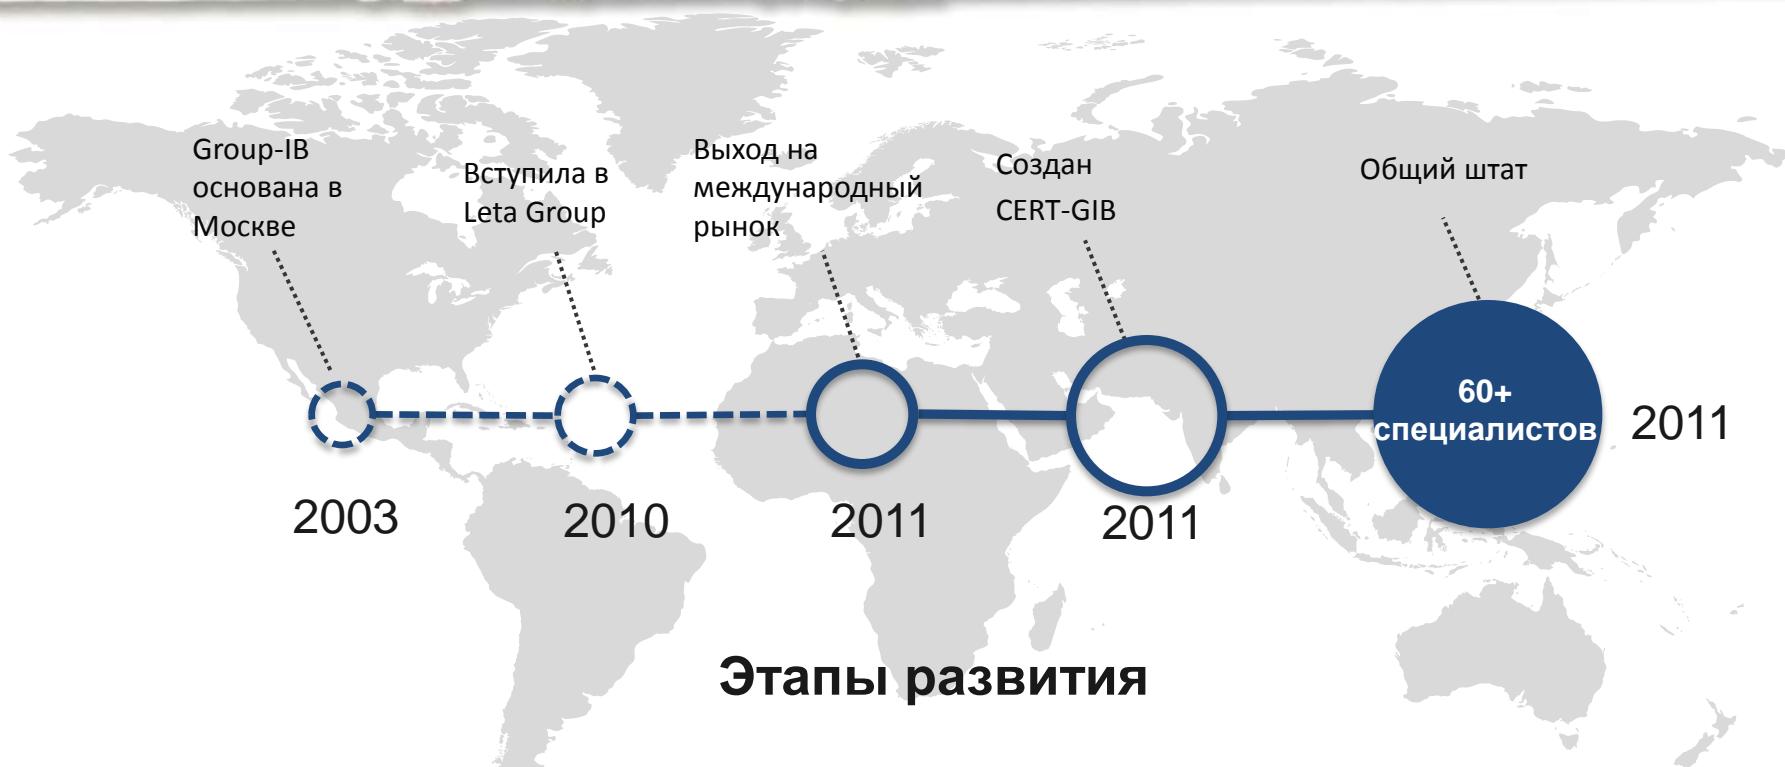 Group-IB
основана в
Москве
Вступила в
Leta Group
Выход на
международный
рынок
Создан
CERT-GIB
Общий штат
60+
специалистов
2003
2010
2011
2011
2011
Этапы развития